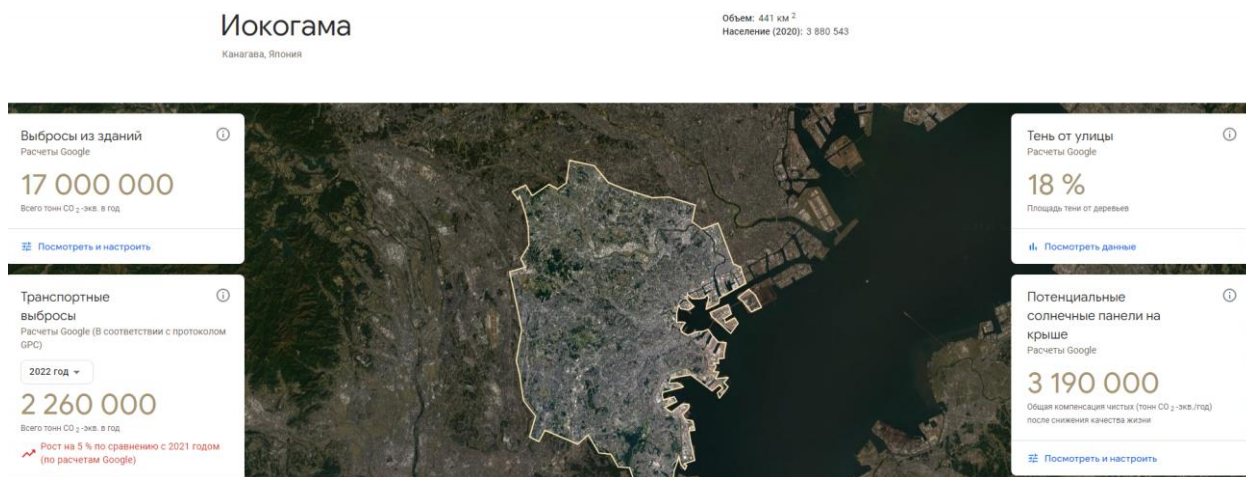 Иокогама
Канагава, Япония
Объем: 441 км 2
Население (2020): 3 880 543
Выбросы из зданий
Расчеты Google
17 000 000
Всего тонн CO 2 -экв. в год
Посмотреть и настроить
Транспортные
выбросы
Расчеты Google (В соответствии с протоколом
GPC)
2022 год
2 260 000
Всего тонн CO 2 -экв. в год
Рост на 5 % по сравнению с 2021 годом
(по расчетам Google)
Тень от улицы
Расчеты Google
18 %
Площадь тени от деревьев
Посмотреть данные
Потенциальные
солнечные панели на
крыше
Расчеты Google
3 190 000
Общая компенсация чистых (тонн CO 2 -экв./год)
после снижения качества жизни
Посмотреть и настроить